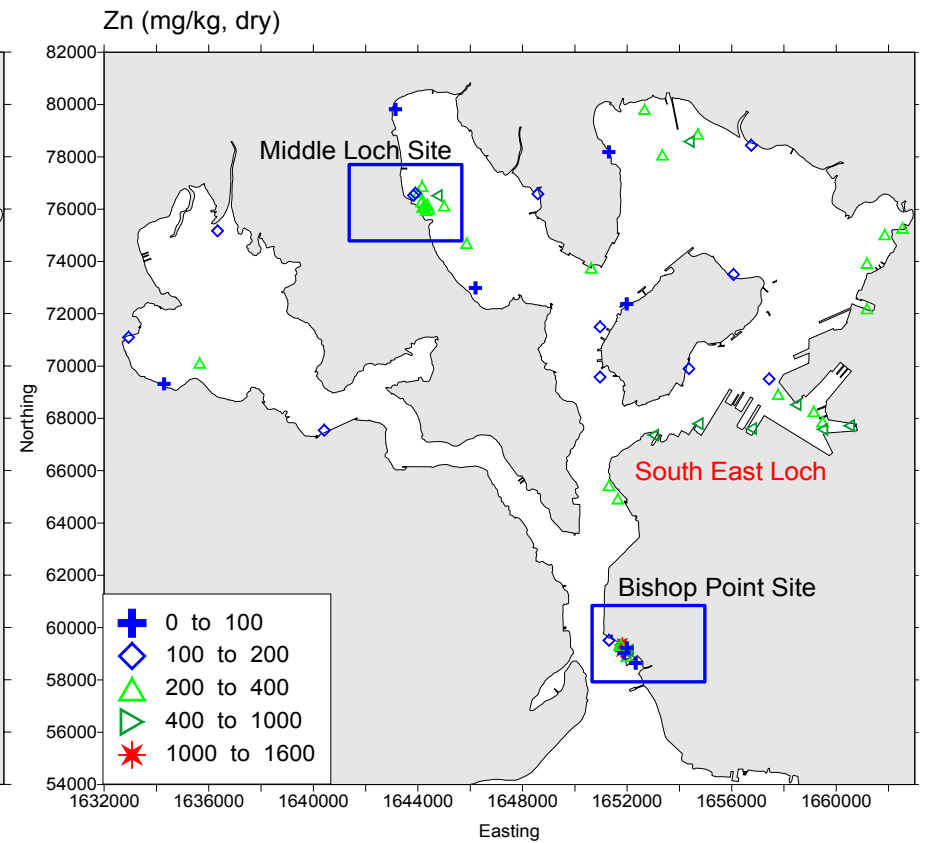 Zn (mg/kg, dry)
82000
80000
78000
76000
74000
72000
70000
68000
66000
64000
62000
60000
58000
56000
54000
Northing
Middle Loch Site
South East Loch
Bishop Point Site
0 to 100
100 to 200
200 to 400
400 to 1000
1000 to 1600
1632000 1636000 1640000 1644000 1648000 1652000 1656000 1660000
Easting